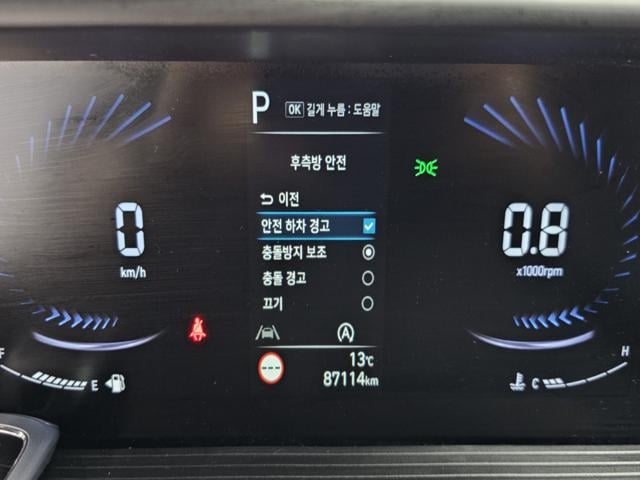 P OK 길게 누름 : 도움말
후측방 안전
이전
안전 하차 경고
충돌방지 보조
충돌 경고
끄기
0
km/h
0.8
x1000rpm
A
F
E
---
13℃
87114km
H
C